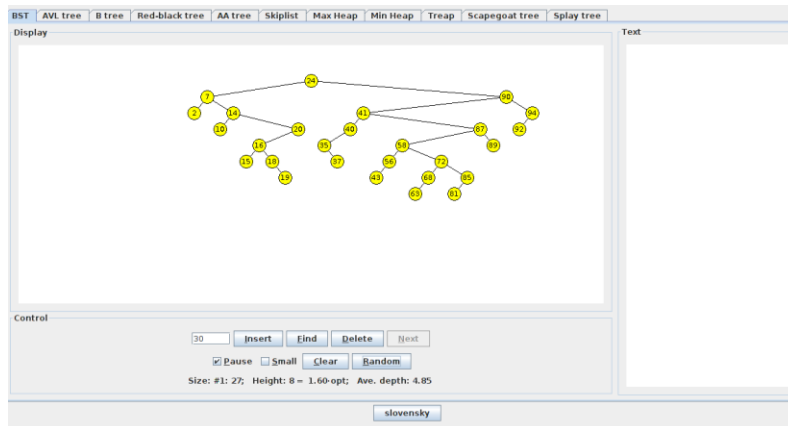 BST AVL tree B tree Red-black tree AA tree Skiplist Max Heap Min Heap Treap Scapegoat tree Splay tree
Display Text
24
7 90
2 14 41 94
10 20 40 87 92
16 35 58 89
15 18 37 56 72
19 43 68 85
63 81
Control
30 Insert Find Delete Next
Pause Small Clear Random
Size: #1: 27; Height: 8 = 1.60·opt; Ave. depth: 4.85
slovensky